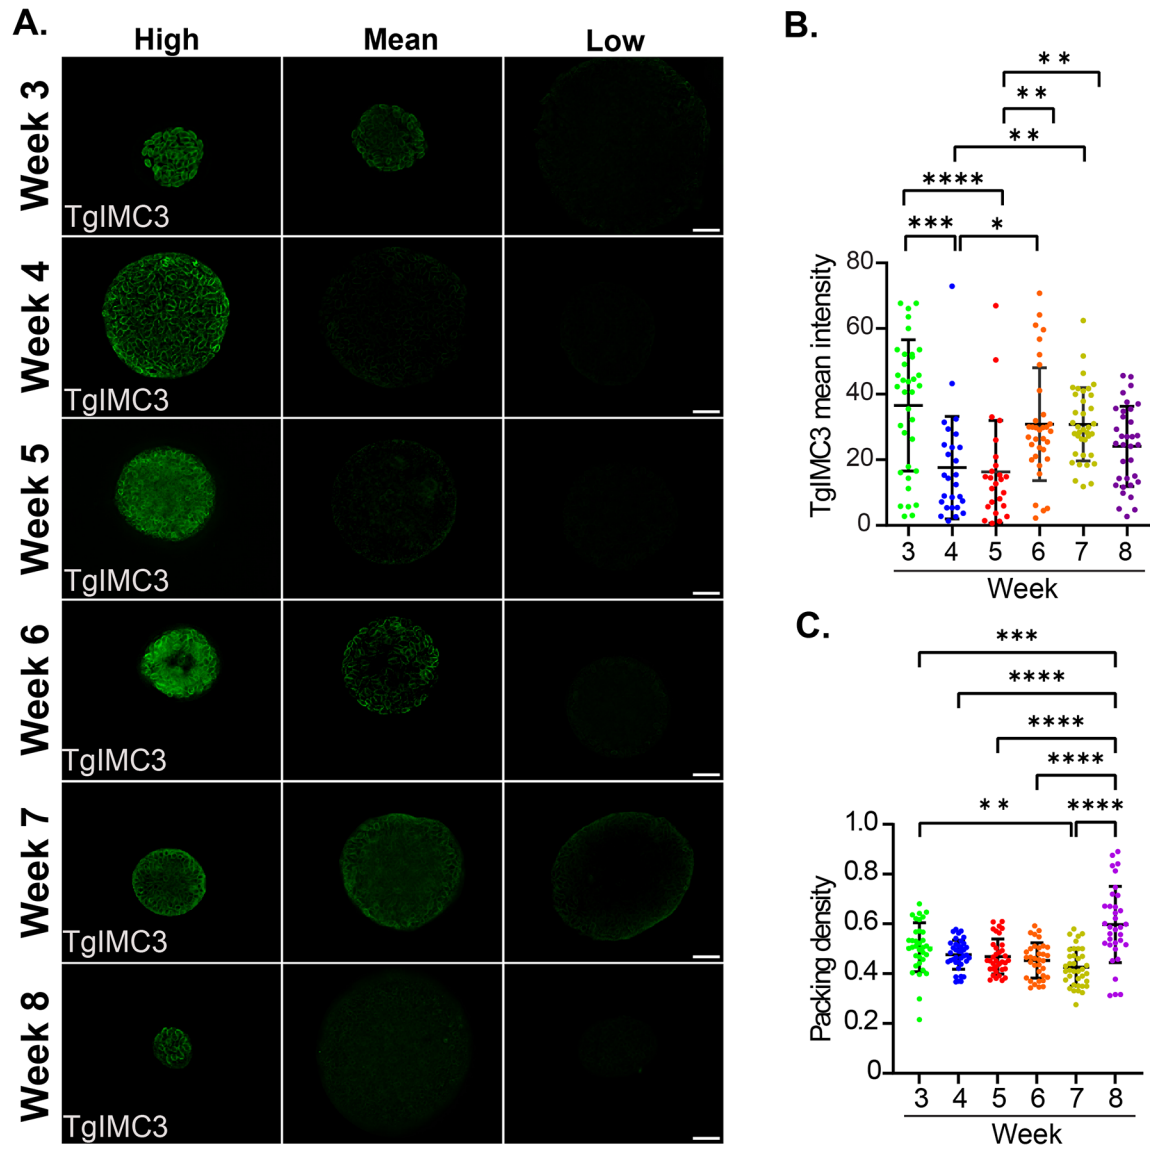 A.
High Mean Low
Week 3
TgIMC3
Week 4
TgIMC3
Week 5
TgIMC3
Week 6
TgIMC3
Week 7
TgIMC3
Week 8
TgIMC3
B.
**
**
**
****
*** *
TgIMC3 mean intensity
80
60
40
20
0
3 4 5 6 7 8
Week
C.
***
****
****
****
** ****
Packing density
1.0
0.8
0.6
0.4
0.2
0
3 4 5 6 7 8
Week